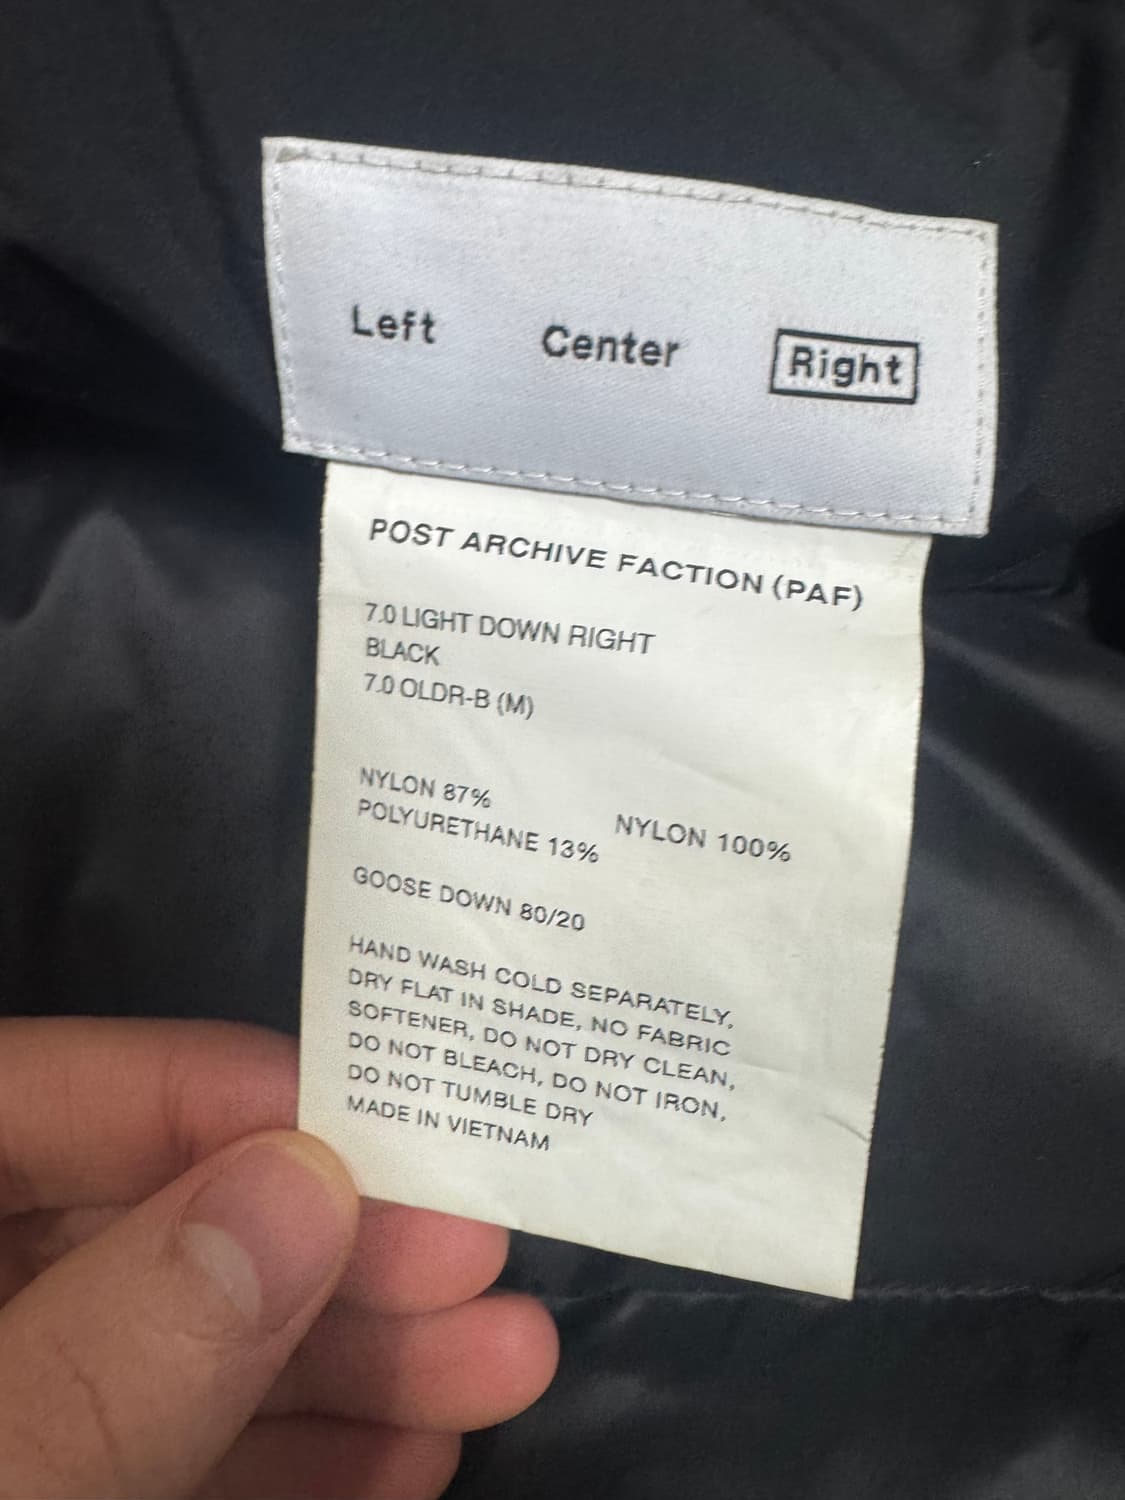 Left Center Right
POST ARCHIVE FACTION (PAF)
7.0 LIGHT DOWN RIGHT
BLACK
7.0 OLDR-B (M)
NYLON 87%
POLYURETHANE 13%
NYLON 100%
GOOSE DOWN 80/20
HAND WASH COLD SEPARATELY,
DRY FLAT IN SHADE, NO FABRIC
SOFTENER, DO NOT DRY CLEAN,
DO NOT BLEACH, DO NOT IRON,
DO NOT TUMBLE DRY
MADE IN VIETNAM